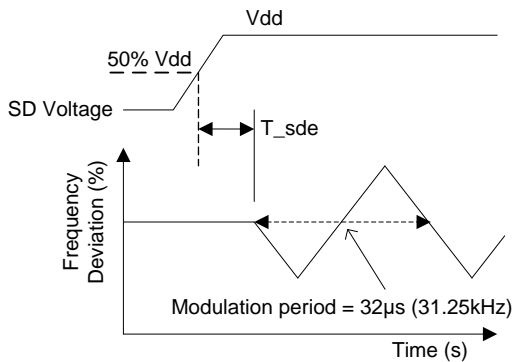 Vdd
50% Vdd
SD Voltage
T_sde
Frequency
Deviation (%)
Modulation period = 32µs (31.25kHz)
Time (s)